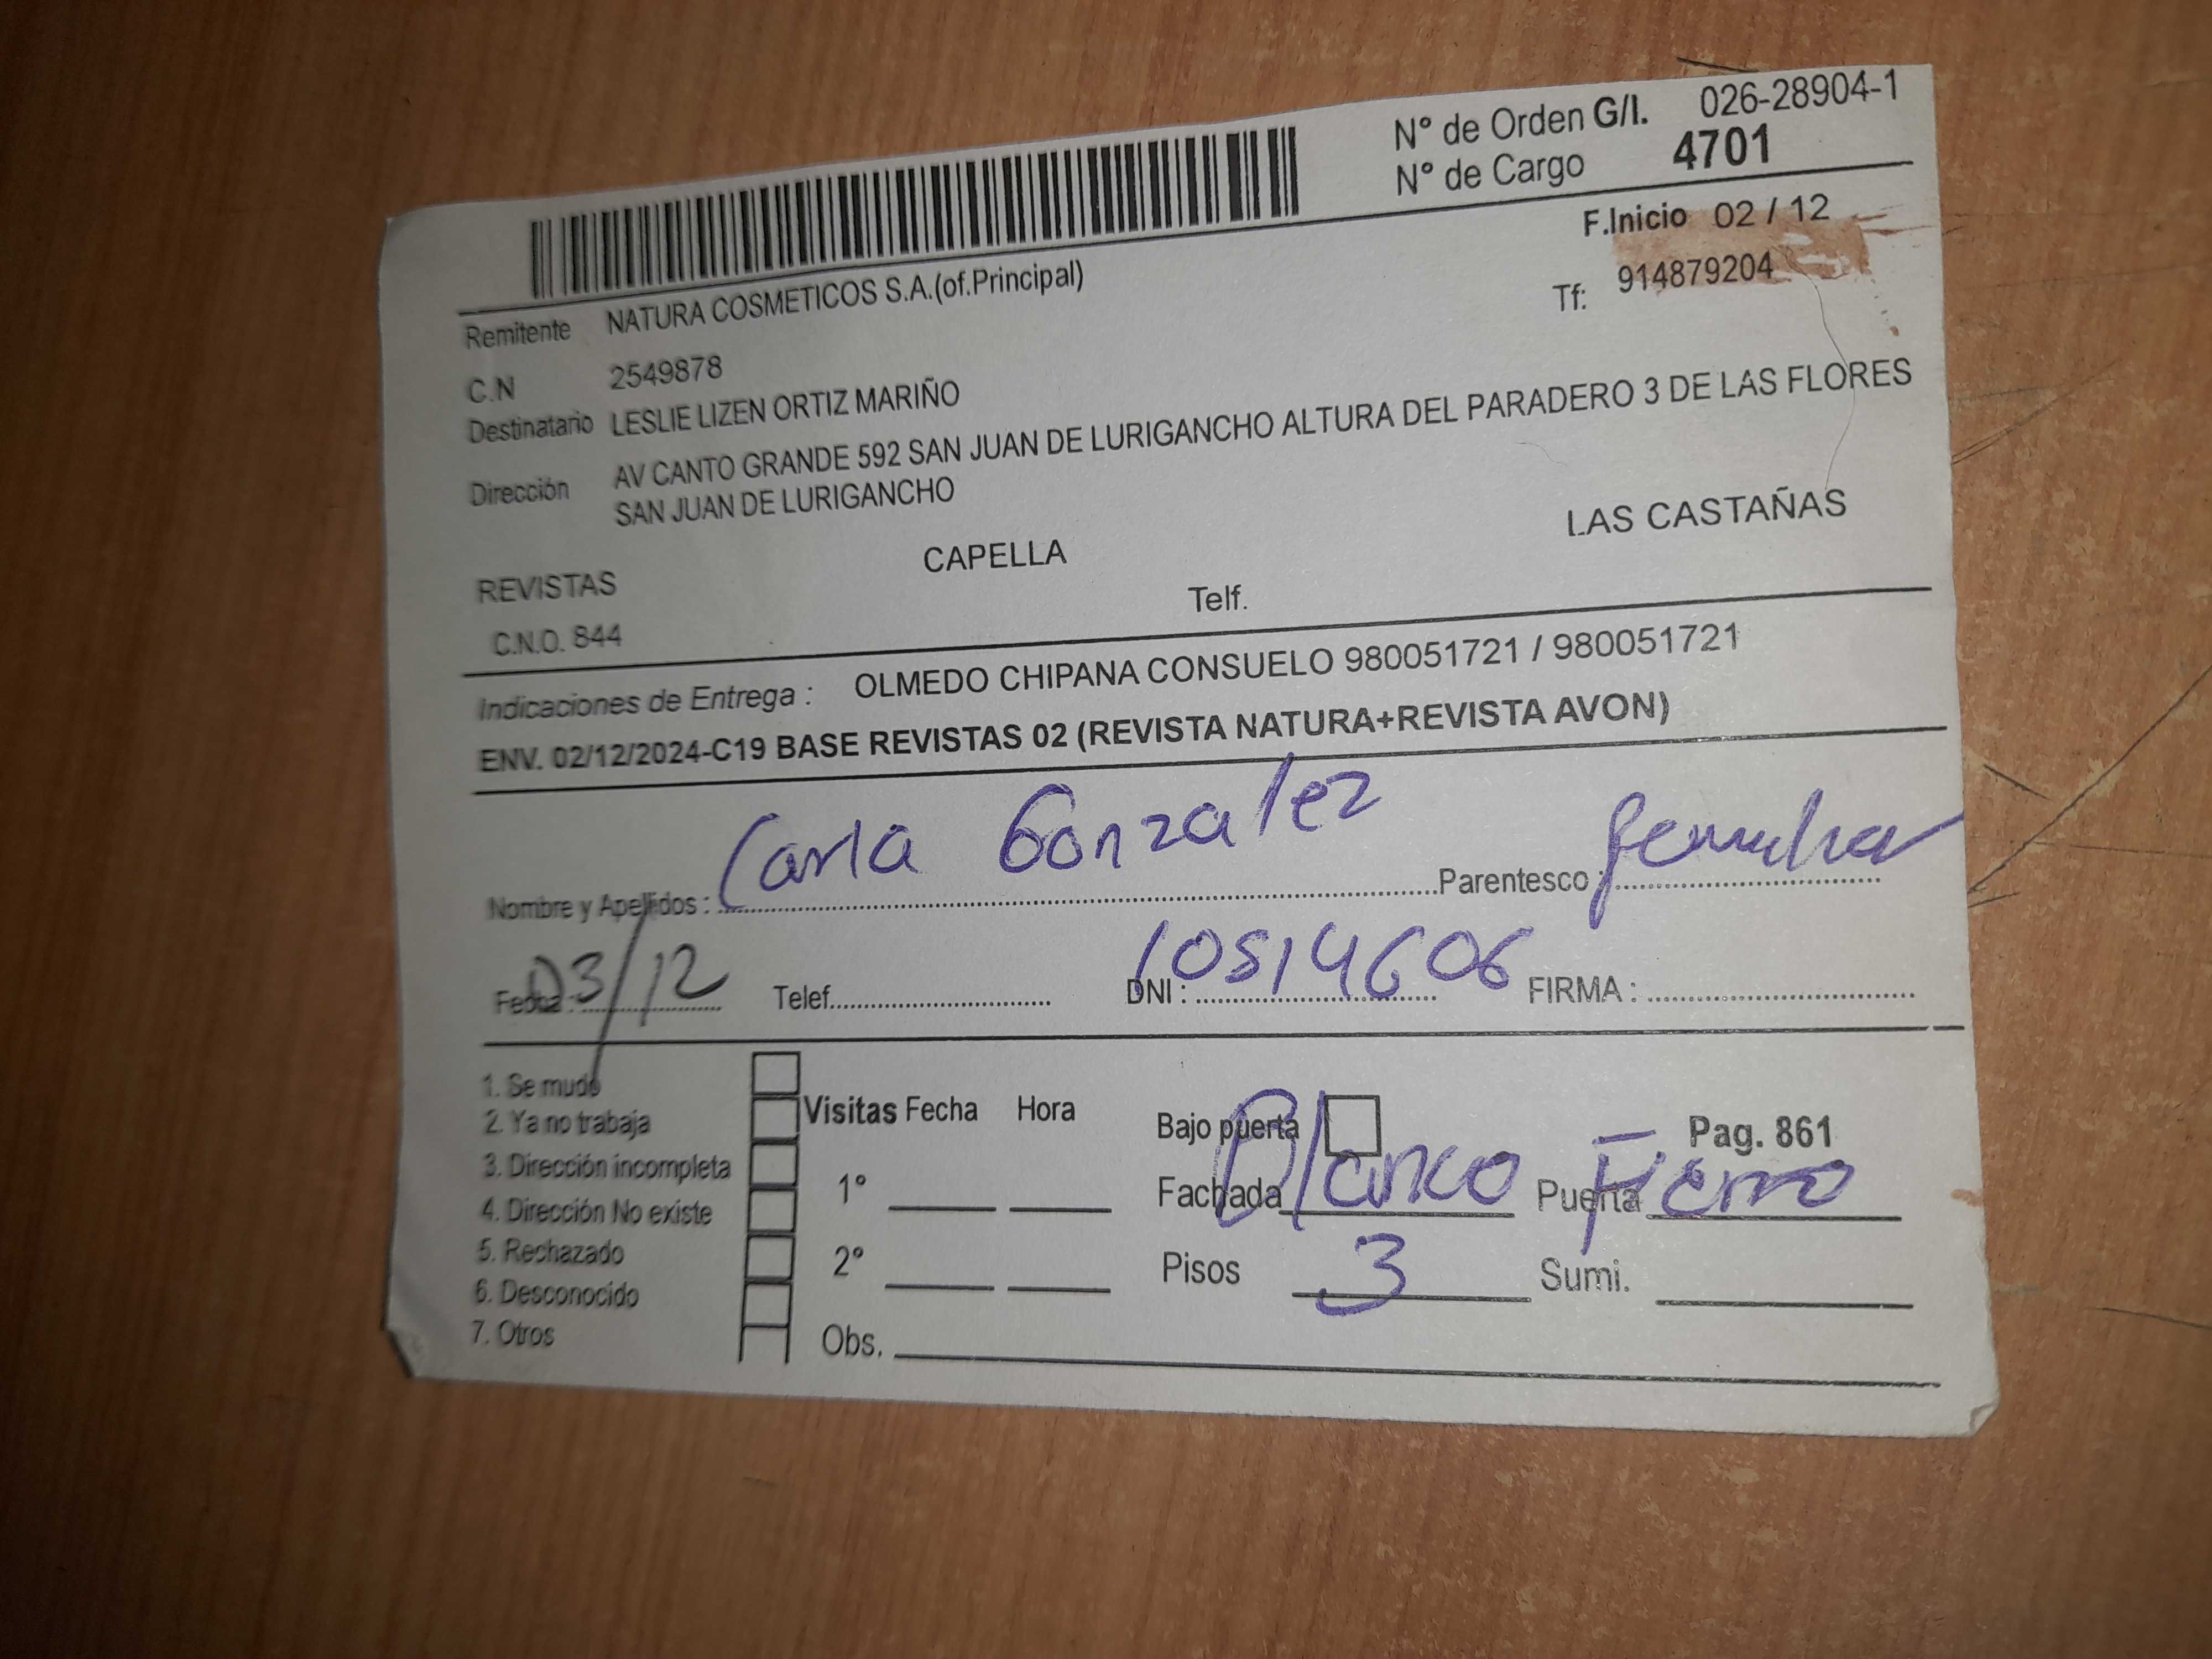 N° de Orden G/I. 026-28904-1
N° de Cargo 4701
F.Inicio 02 / 12
Remitente NATURA COSMETICOS S.A.(of.Principal)
Tf: 914879204
C.N 2549878
Destinatario LESLIE LIZEN ORTIZ MARIÑO
Dirección AV CANTO GRANDE 592 SAN JUAN DE LURIGANCHO ALTURA DEL PARADERO 3 DE LAS FLORES
SAN JUAN DE LURIGANCHO
REVISTAS CAPELLA LAS CASTAÑAS
C.N.O. 844 Telf.
Indicaciones de Entrega : OLMEDO CHIPANA CONSUELO 980051721 / 980051721
ENV. 02/12/2024-C19 BASE REVISTAS 02 (REVISTA NATURA+REVISTA AVON)
Nombre y Apellidos : Carla Gonzalez Parentesco :
Fecha : 03/12 Telef. DNI : 10514606 FIRMA :
1. Se mudó
2. Ya no trabaja
3. Dirección incompleta
4. Dirección No existe
5. Rechazado
6. Desconocido
7. Otros
Visitas Fecha Hora
1°
2°
Obs.
Bajo puerta Pag. 861
Fachada Blanco Puerta Fierro
Pisos 3 Sumi.